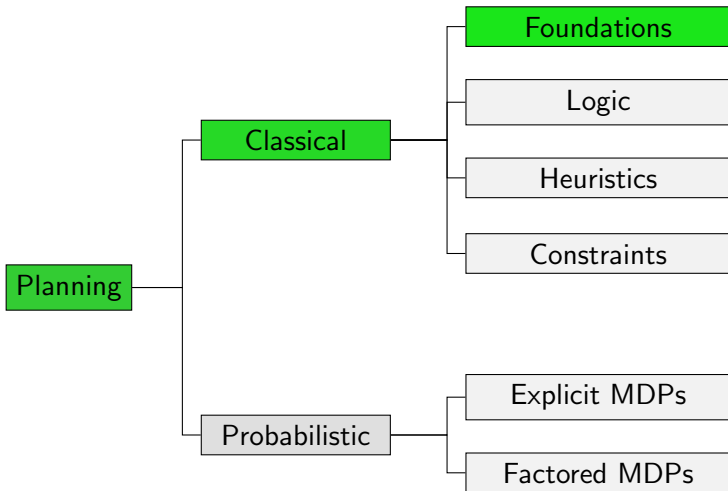 Foundations
Logic
Classical
Heuristics
Constraints
Planning
Explicit MDPs
Probabilistic
Factored MDPs